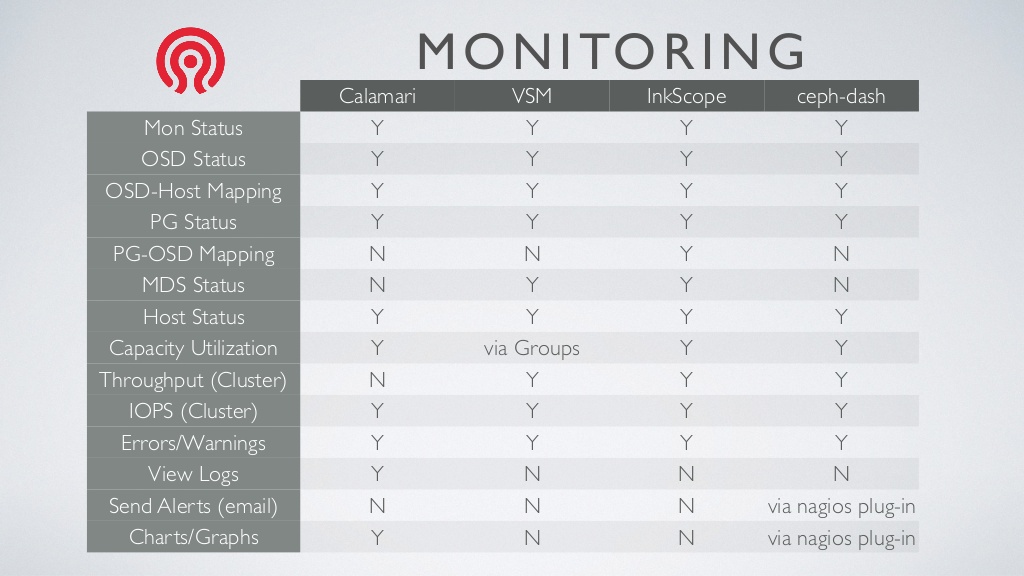 MONITORING
Calamari VSM InkScope ceph-dash
Mon Status Y Y Y Y
OSD Status Y Y Y Y
OSD-Host Mapping Y Y Y Y
PG Status Y Y Y Y
PG-OSD Mapping N N Y N
MDS Status N Y Y N
Host Status Y Y Y Y
Capacity Utilization Y via Groups Y Y
Throughput (Cluster) N Y Y Y
IOPS (Cluster) Y Y Y Y
Errors/Warnings Y Y Y Y
View Logs Y N N N
Send Alerts (email) N N N via nagios plug-in
Charts/Graphs Y N N via nagios plug-in